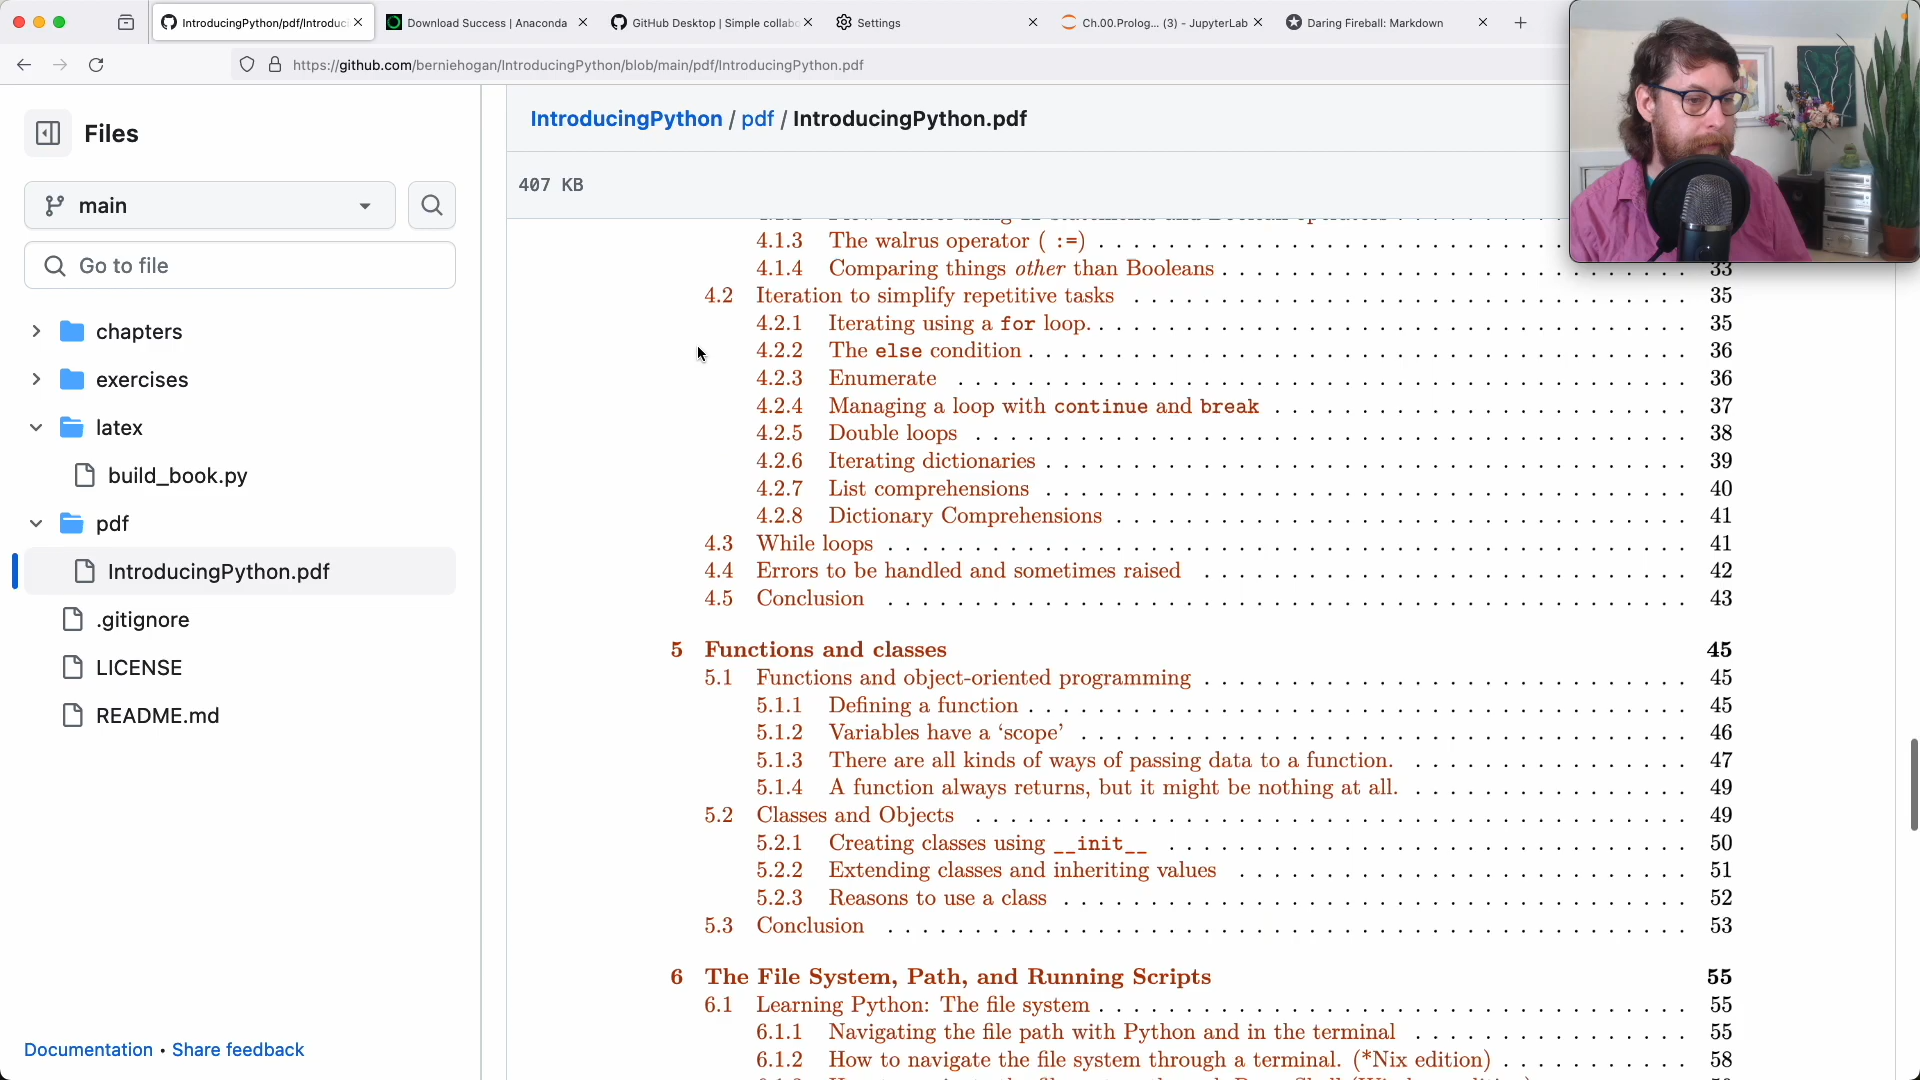 IntroducingPython/pdf/Introduc
Download Success | Anaconda
GitHub Desktop | Simple collabo
Settings
Ch.00.Prolog... (3) - JupyterLab
Daring Fireball: Markdown
https://github.com/berniehogan/IntroducingPython/blob/main/pdf/IntroducingPython.pdf
Files
main
Go to file
chapters
exercises
latex
build_book.py
pdf
IntroducingPython.pdf
.gitignore
LICENSE
README.md
Documentation • Share feedback
IntroducingPython / pdf / IntroducingPython.pdf
407 KB
4.1.3 The walrus operator ( :=)
4.1.4 Comparing things other than Booleans 33
4.2 Iteration to simplify repetitive tasks 35
4.2.1 Iterating using a for loop. 35
4.2.2 The else condition 36
4.2.3 Enumerate 36
4.2.4 Managing a loop with continue and break 37
4.2.5 Double loops 38
4.2.6 Iterating dictionaries 39
4.2.7 List comprehensions 40
4.2.8 Dictionary Comprehensions 41
4.3 While loops 41
4.4 Errors to be handled and sometimes raised 42
4.5 Conclusion 43
5 Functions and classes 45
5.1 Functions and object-oriented programming 45
5.1.1 Defining a function 45
5.1.2 Variables have a ‘scope’ 46
5.1.3 There are all kinds of ways of passing data to a function. 47
5.1.4 A function always returns, but it might be nothing at all. 49
5.2 Classes and Objects 49
5.2.1 Creating classes using __init__ 50
5.2.2 Extending classes and inheriting values 51
5.2.3 Reasons to use a class 52
5.3 Conclusion 53
6 The File System, Path, and Running Scripts 55
6.1 Learning Python: The file system 55
6.1.1 Navigating the file path with Python and in the terminal 55
6.1.2 How to navigate the file system through a terminal. (*Nix edition) 58